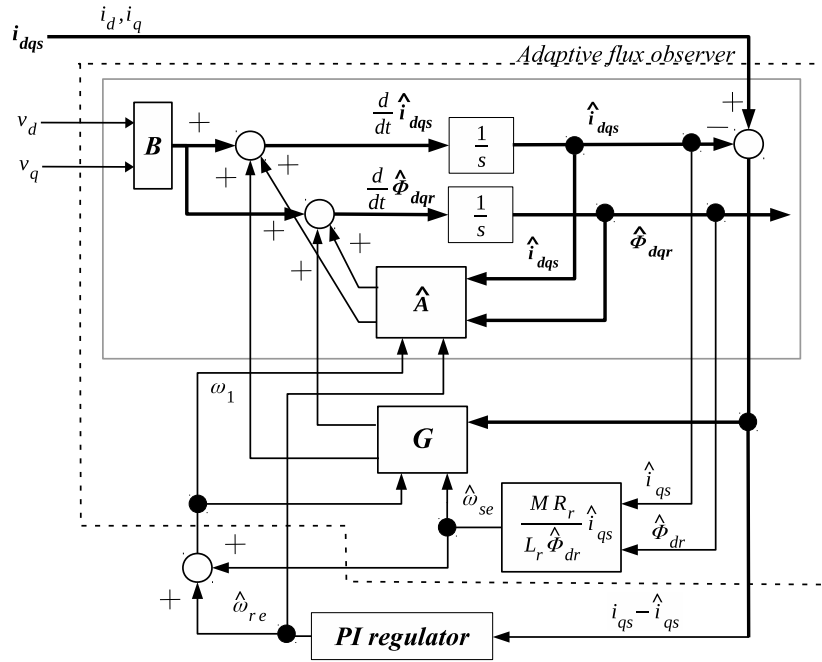 i_d, i_q
i_dqs
Adaptive flux observer
+
v_d
v_q
B
+
d/dt î_dqs
1/s
î_dqs
−
+
+
+
d/dt Φ̂_dqr
1/s
Φ̂_dqr
î_dqs
+
+
+
Â
ω_1
G
ω̂_se
M R_r / L_r Φ̂_dr î_qs
î_qs
Φ̂_dr
+
+
ω̂_re
PI regulator
i_qs − î_qs